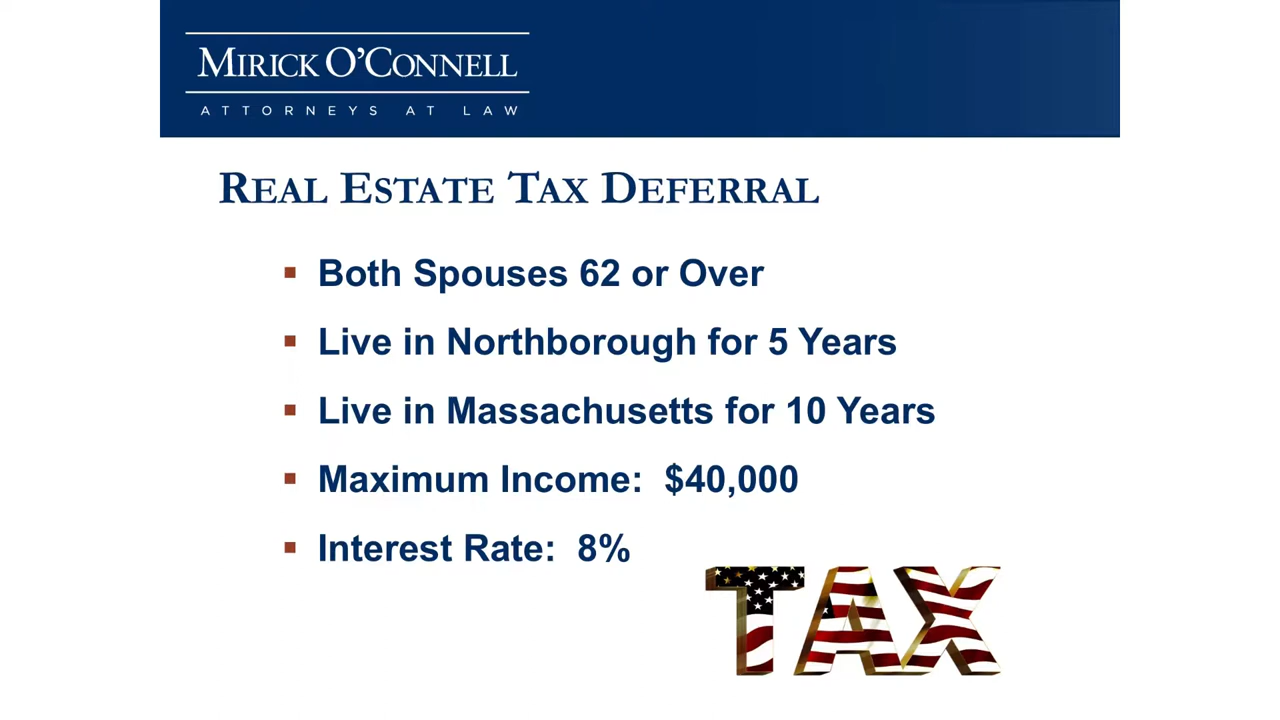 MIRICK O'CONNELL
ATTORNEYS AT LAW
REAL ESTATE TAX DEFERRAL
▪ Both Spouses 62 or Over
▪ Live in Northborough for 5 Years
▪ Live in Massachusetts for 10 Years
▪ Maximum Income: $40,000
▪ Interest Rate: 8%
TAX